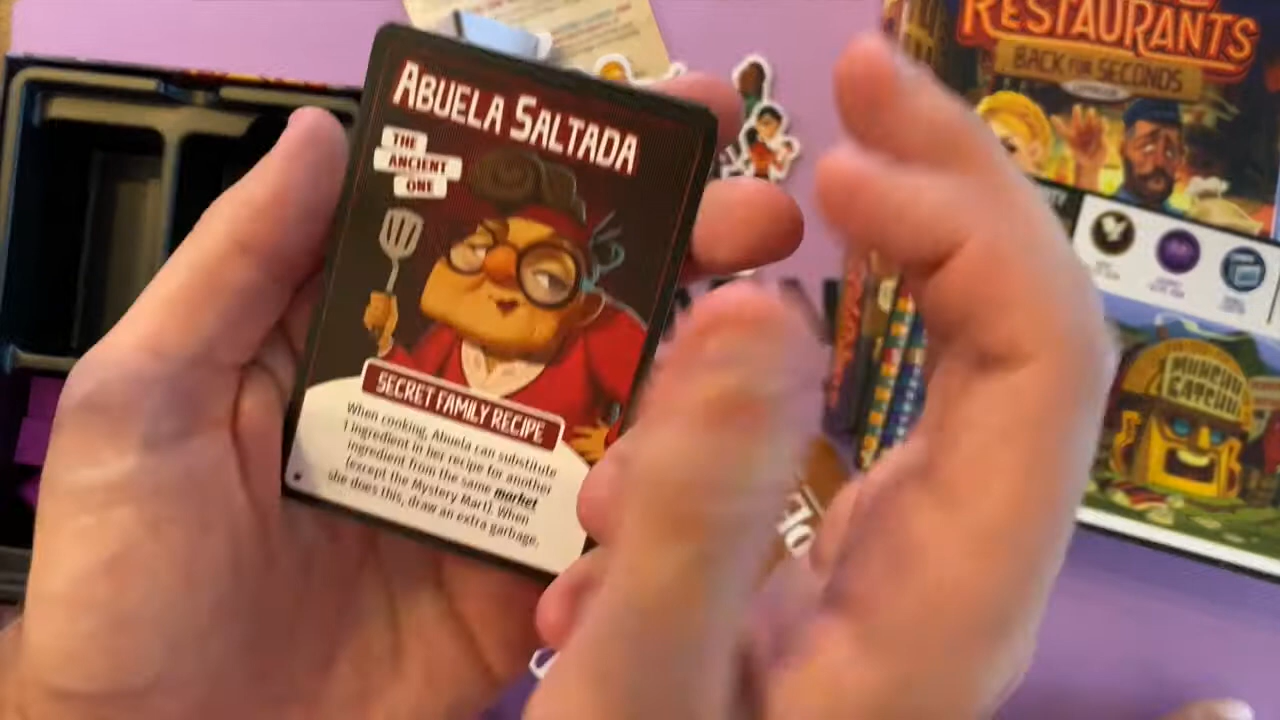 ABUELA SALTADA
THE
ANCIENT
ONE
SECRET FAMILY RECIPE
When cooking, Abuela can substitute
1 ingredient in her recipe for another
ingredient from the same market
(except the Mystery Mart). When
she does this, draw an extra garbage.
RESTAURANTS
BACK FOR SECONDS
MUNCHU